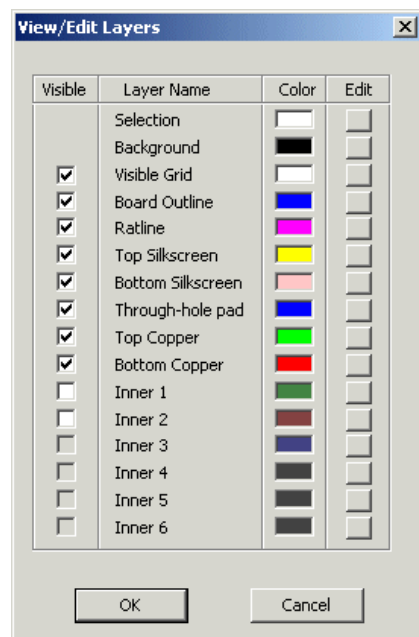 View/Edit Layers
Visible Layer Name Color Edit
Selection
Background
Visible Grid
Board Outline
Ratline
Top Silkscreen
Bottom Silkscreen
Through-hole pad
Top Copper
Bottom Copper
Inner 1
Inner 2
Inner 3
Inner 4
Inner 5
Inner 6
OK Cancel